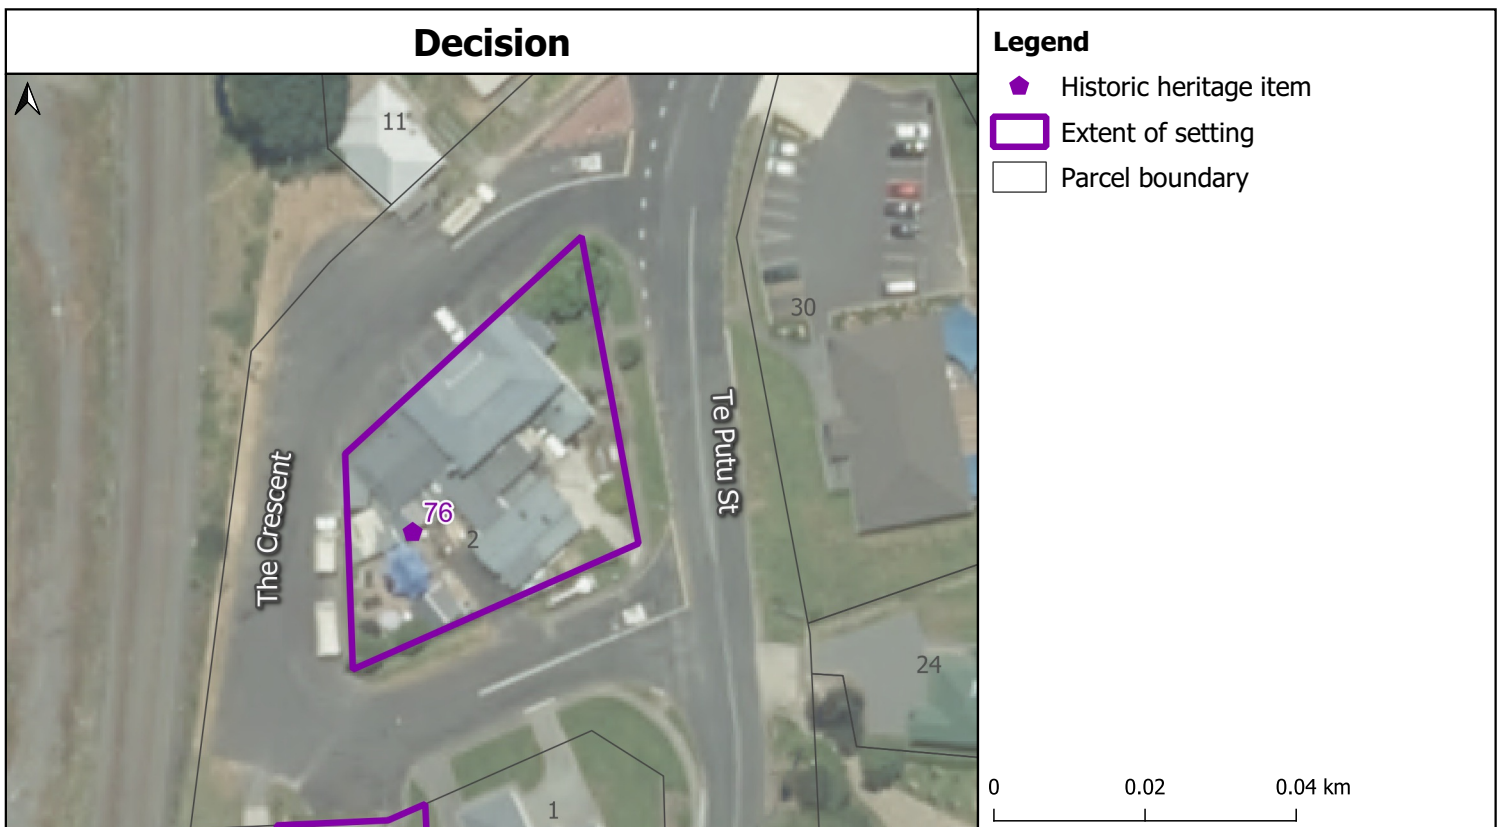 Decision
Legend
Historic heritage item
Extent of setting
Parcel boundary
11
30
Te Putu St
The Crescent
76
2
24
1
0 0.02 0.04 km